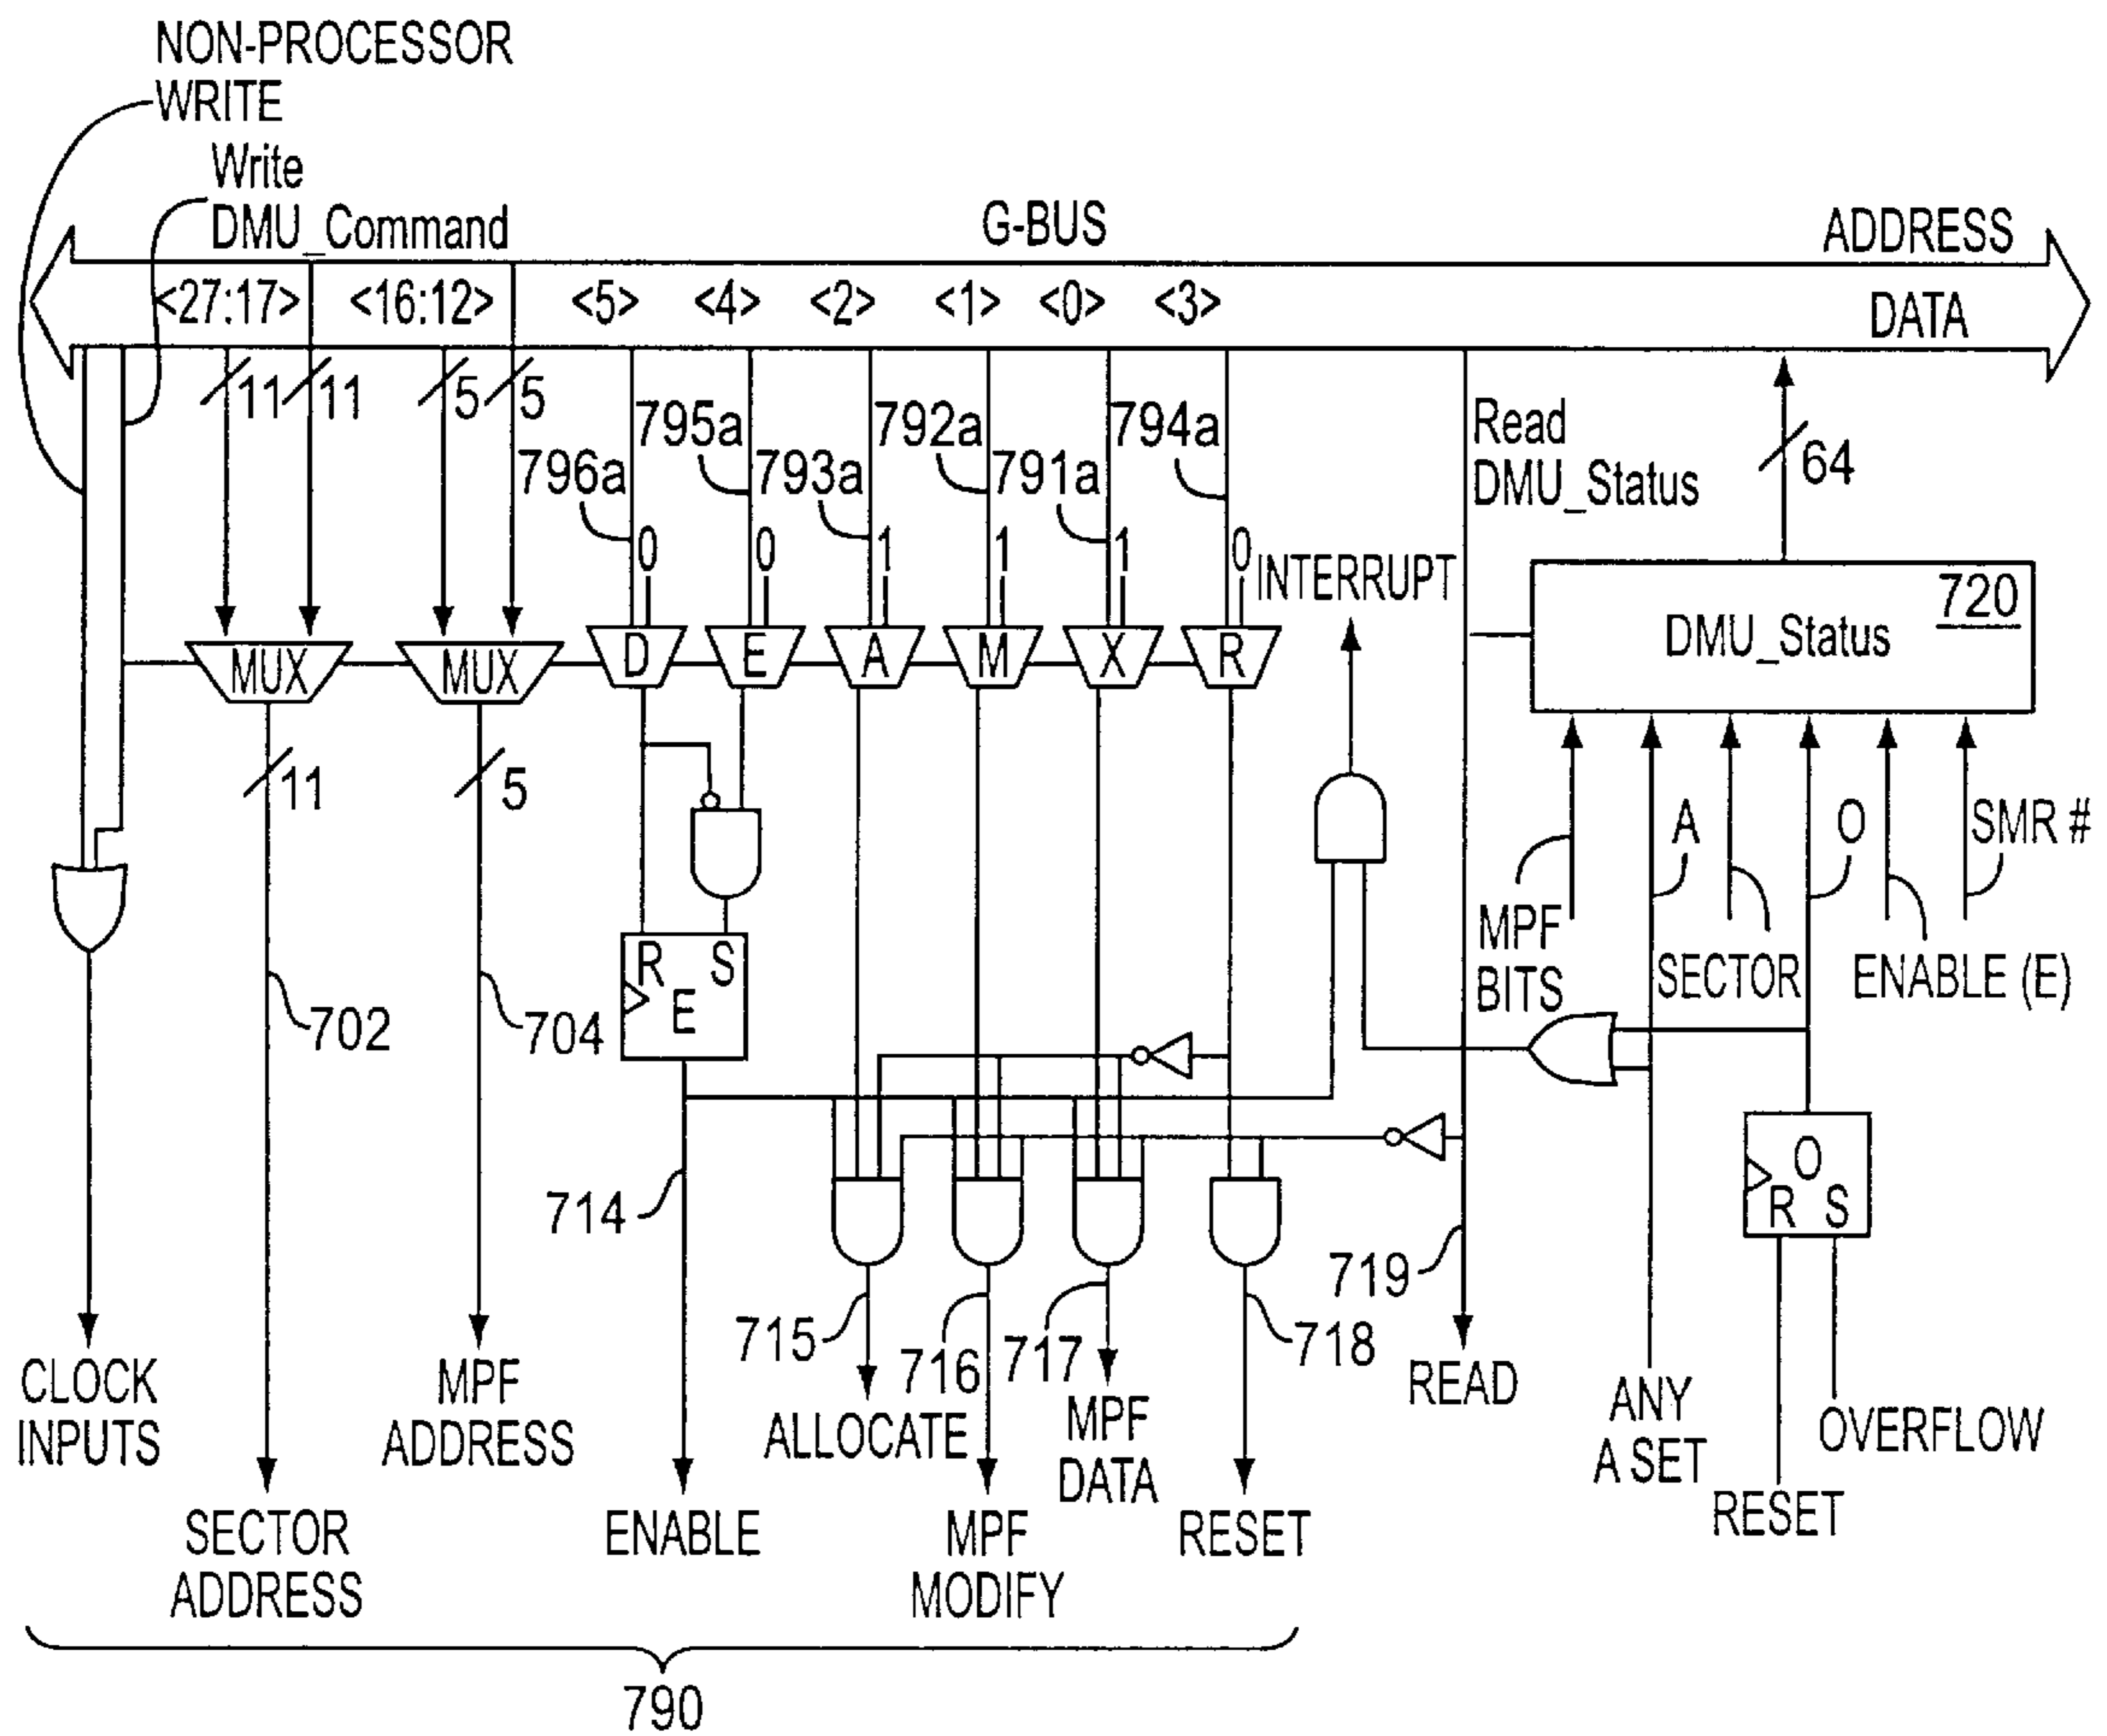 NON-PROCESSOR
WRITE
Write
DMU_Command
G-BUS
ADDRESS
<27:17>
<16:12>
<5>
<4>
<2>
<1>
<0>
<3>
DATA
11
11
5
5
796a
795a
793a
792a
791a
794a
Read
DMU_Status
64
0
0
1
1
1
0
INTERRUPT
720
DMU_Status
MUX
MUX
D
E
A
M
X
R
11
5
A
O
SMR #
MPF
BITS
SECTOR
ENABLE (E)
R
S
E
702
704
O
R
S
714
715
716
717
718
719
CLOCK
INPUTS
MPF
ADDRESS
ALLOCATE
MPF
DATA
READ
ANY
A SET
OVERFLOW
RESET
SECTOR
ADDRESS
ENABLE
MPF
MODIFY
RESET
790